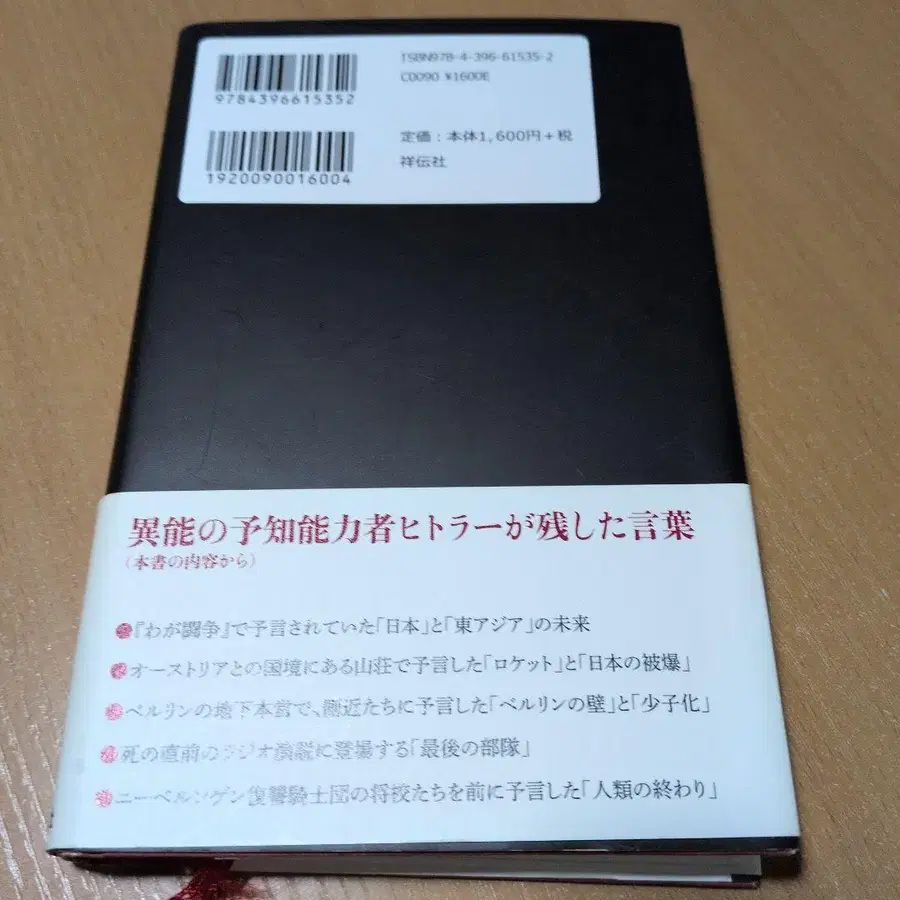 ISBN978-4-396-61535-2
C0090 ¥1600E
9784396615352
定価：本体1,600円+税
祥伝社
1920090016004
異能の予知能力者ヒトラーが残した言葉
（本書の内容から）
『わが闘争』で予言されていた「日本」と「東アジア」の未来
オーストリアとの国境にある山荘で予言した「ロケット」と「日本の被爆」
ベルリンの地下本営で、側近たちに予言した「ベルリンの壁」と「少子化」
死の直前のラジオ演説に登場する「最後の部隊」
ニーベルンゲン復讐騎士団の将校たちを前に予言した「人類の終わり」